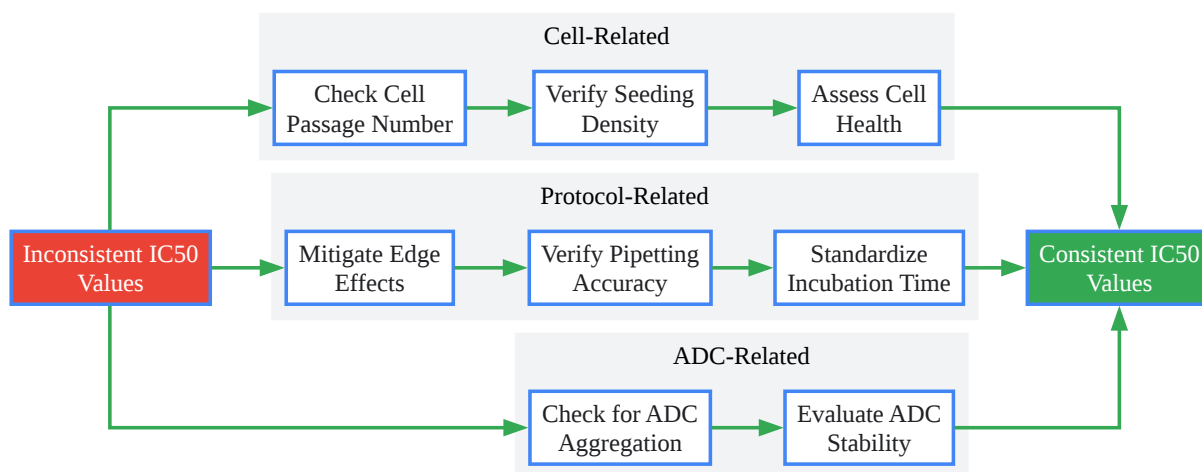 Cell-Related
Check Cell
Passage Number
Verify Seeding
Density
Assess Cell
Health
Protocol-Related
Inconsistent IC50
Values
Mitigate Edge
Effects
Verify Pipetting
Accuracy
Standardize
Incubation Time
Consistent IC50
Values
ADC-Related
Check for ADC
Aggregation
Evaluate ADC
Stability